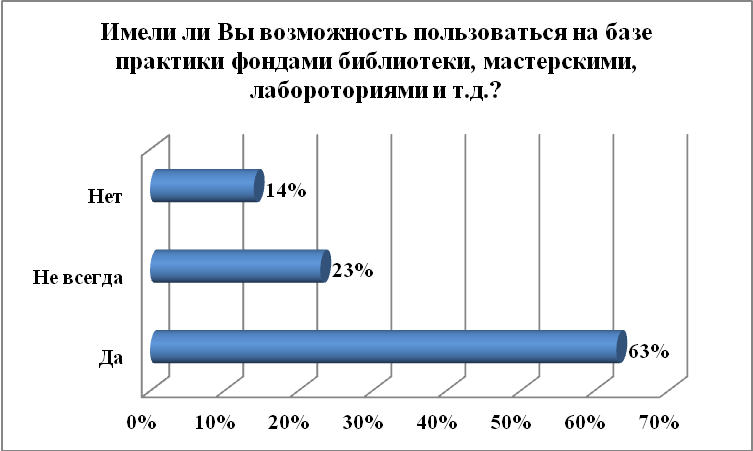 Имели ли Вы возможность пользоваться на базе
практики фондами библиотеки, мастерскими,
лабороториями и т.д.?
Нет
14%
Не всегда
23%
Да
63%
0% 10% 20% 30% 40% 50% 60% 70%